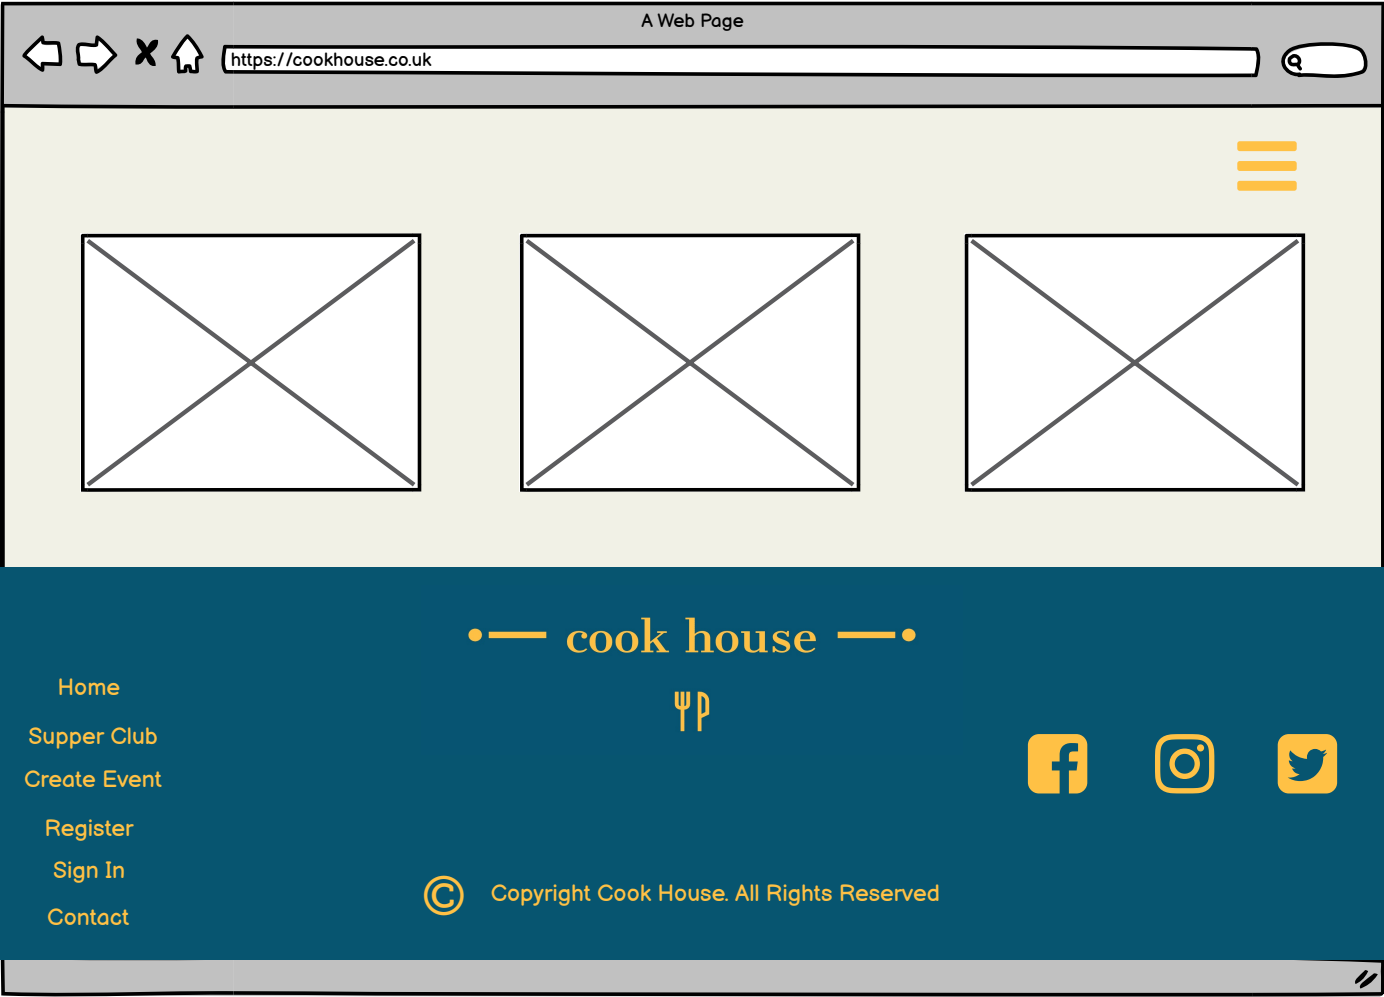 A Web Page
https://cookhouse.co.uk
cook house
Home
Supper Club
Create Event
Register
Sign In
Contact
© Copyright Cook House. All Rights Reserved